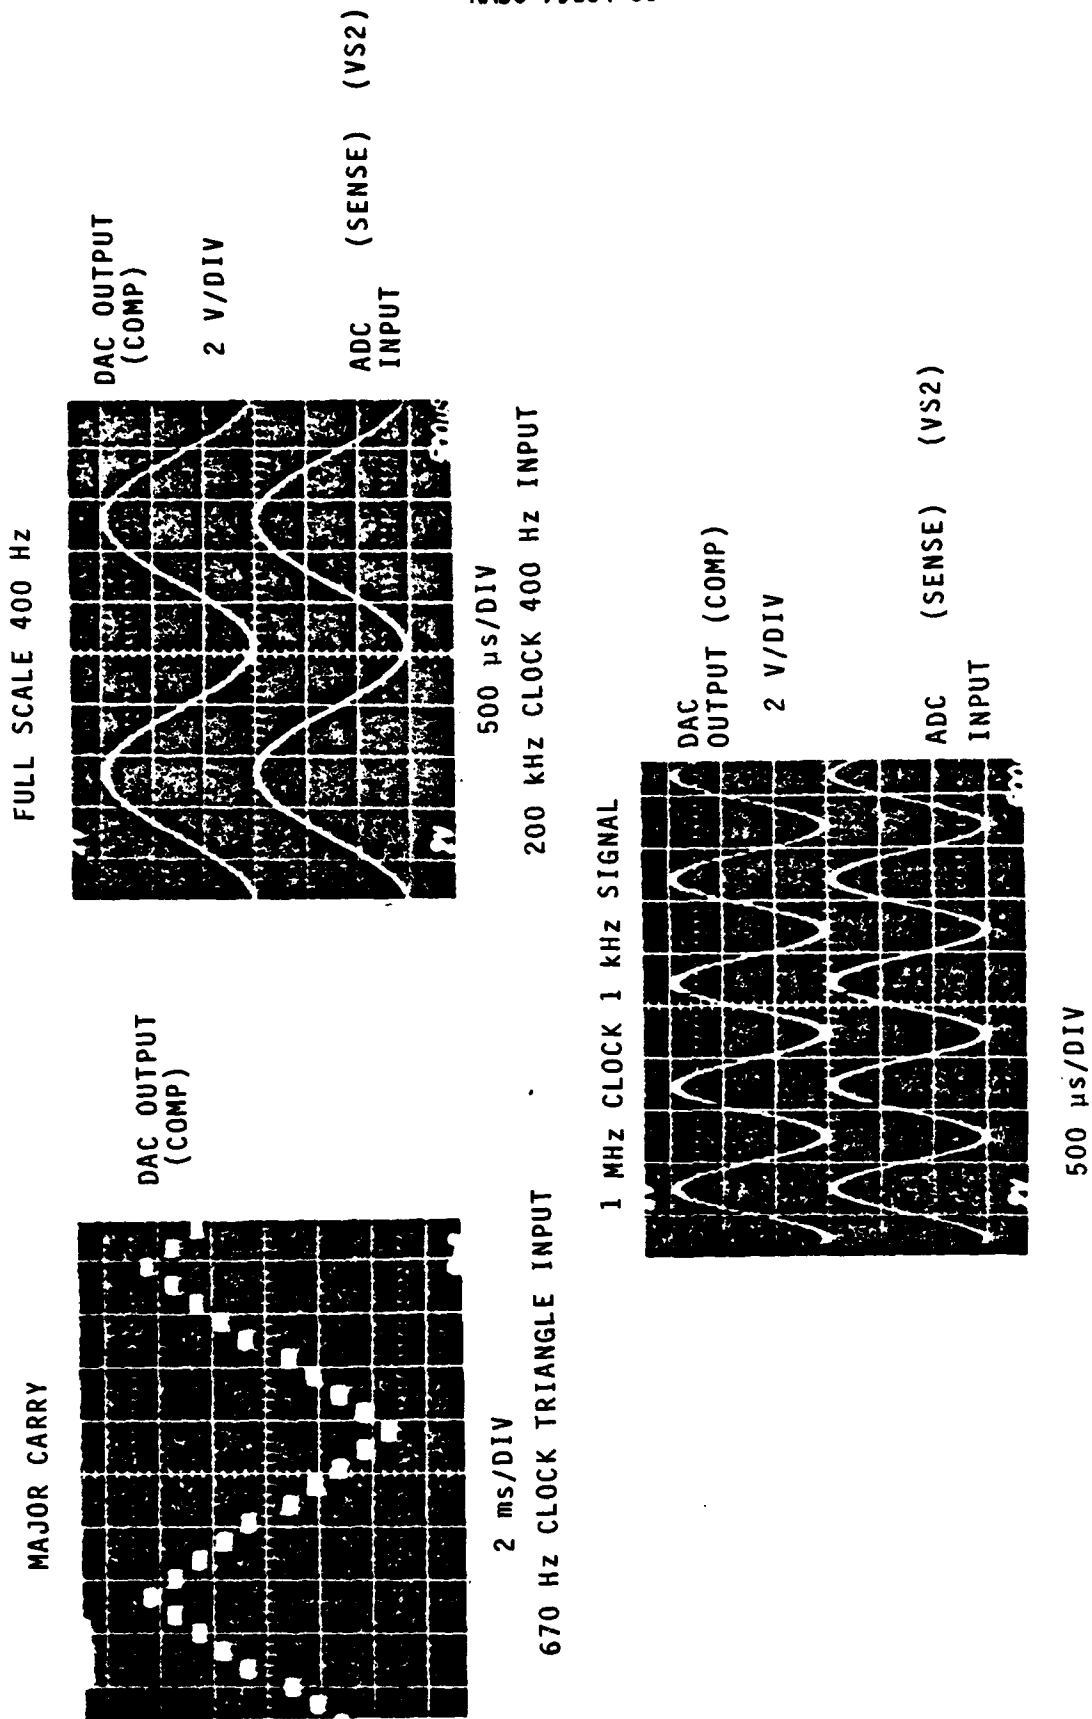 MAJOR CARRY
DAC OUTPUT
(COMP)
2 ms/DIV
670 Hz CLOCK TRIANGLE INPUT
FULL SCALE 400 Hz
DAC OUTPUT
(COMP)
2 V/DIV
ADC (SENSE) (VS2)
INPUT
500 µs/DIV
200 kHz CLOCK 400 Hz INPUT
1 MHz CLOCK 1 kHz SIGNAL
DAC
OUTPUT (COMP)
2 V/DIV
ADC (SENSE) (VS2)
INPUT
500 µs/DIV